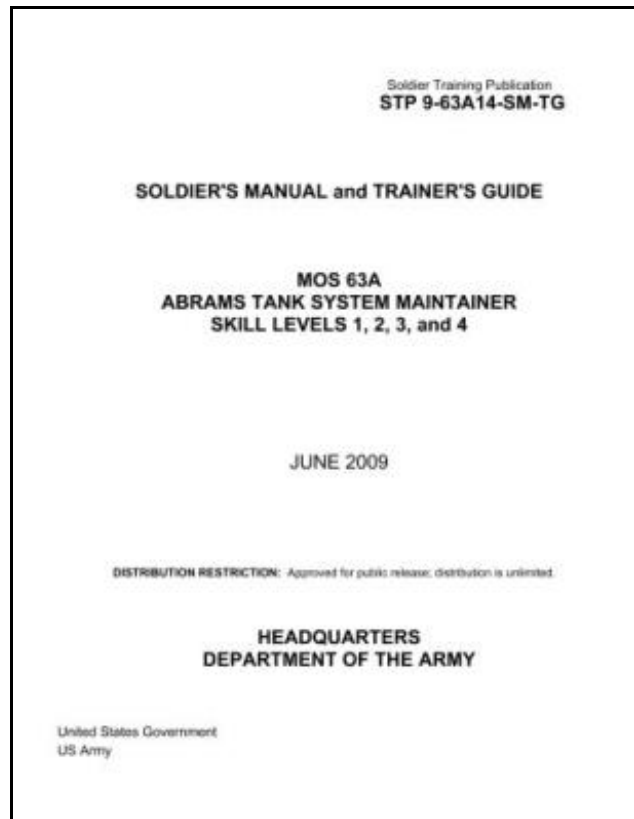 Soldier Training Publication
STP 9-63A14-SM-TG
SOLDIER'S MANUAL and TRAINER'S GUIDE
MOS 63A
ABRAMS TANK SYSTEM MAINTAINER
SKILL LEVELS 1, 2, 3, and 4
JUNE 2009
DISTRIBUTION RESTRICTION: Approved for public release; distribution is unlimited.
HEADQUARTERS
DEPARTMENT OF THE ARMY
United States Government
US Army